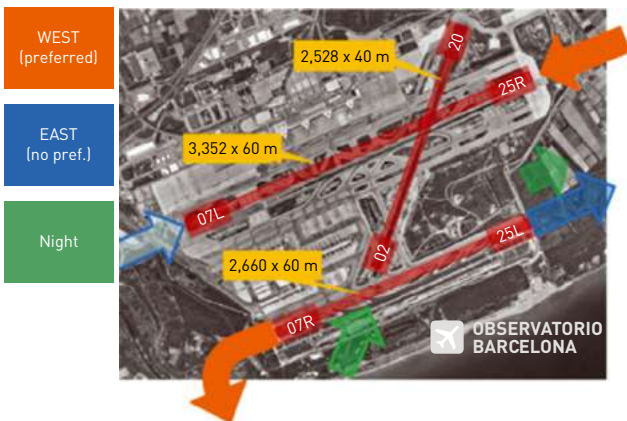 WEST
(preferred)
EAST
(no pref.)
Night
2,528 x 40 m
20
25R
3,352 x 60 m
07L
02
25L
2,660 x 60 m
07R
OBSERVATORIO
BARCELONA